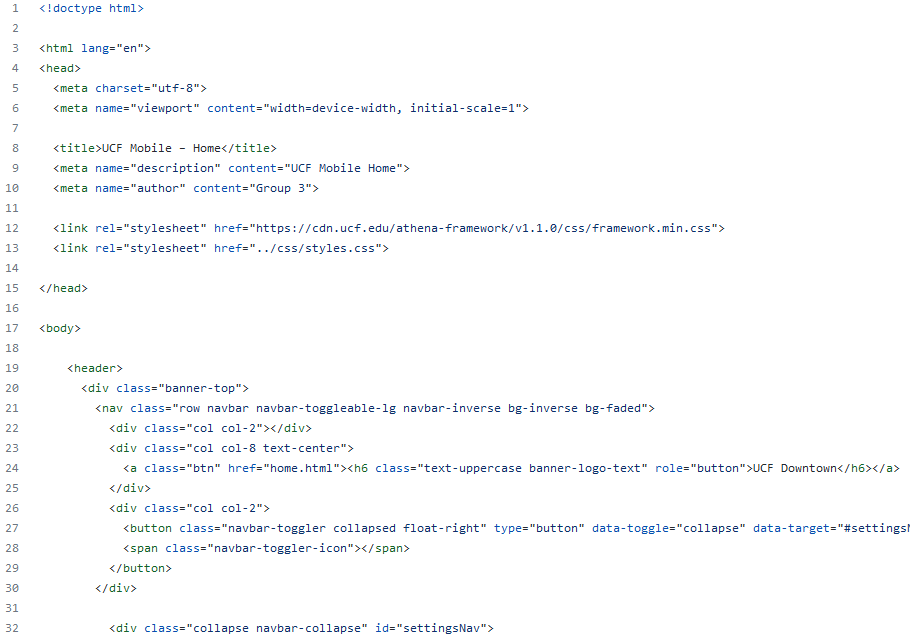 1 <!doctype html>
2
3 <html lang="en">
4 <head>
5 <meta charset="utf-8">
6 <meta name="viewport" content="width=device-width, initial-scale=1">
7
8 <title>UCF Mobile – Home</title>
9 <meta name="description" content="UCF Mobile Home">
10 <meta name="author" content="Group 3">
11
12 <link rel="stylesheet" href="https://cdn.ucf.edu/athena-framework/v1.1.0/css/framework.min.css">
13 <link rel="stylesheet" href="../css/styles.css">
14
15 </head>
16
17 <body>
18
19 <header>
20 <div class="banner-top">
21 <nav class="row navbar navbar-toggleable-lg navbar-inverse bg-inverse bg-faded">
22 <div class="col col-2"></div>
23 <div class="col col-8 text-center">
24 <a class="btn" href="home.html"><h6 class="text-uppercase banner-logo-text" role="button">UCF Downtown</h6></a>
25 </div>
26 <div class="col col-2">
27 <button class="navbar-toggler collapsed float-right" type="button" data-toggle="collapse" data-target="#settings
28 <span class="navbar-toggler-icon"></span>
29 </button>
30 </div>
31
32 <div class="collapse navbar-collapse" id="settingsNav">